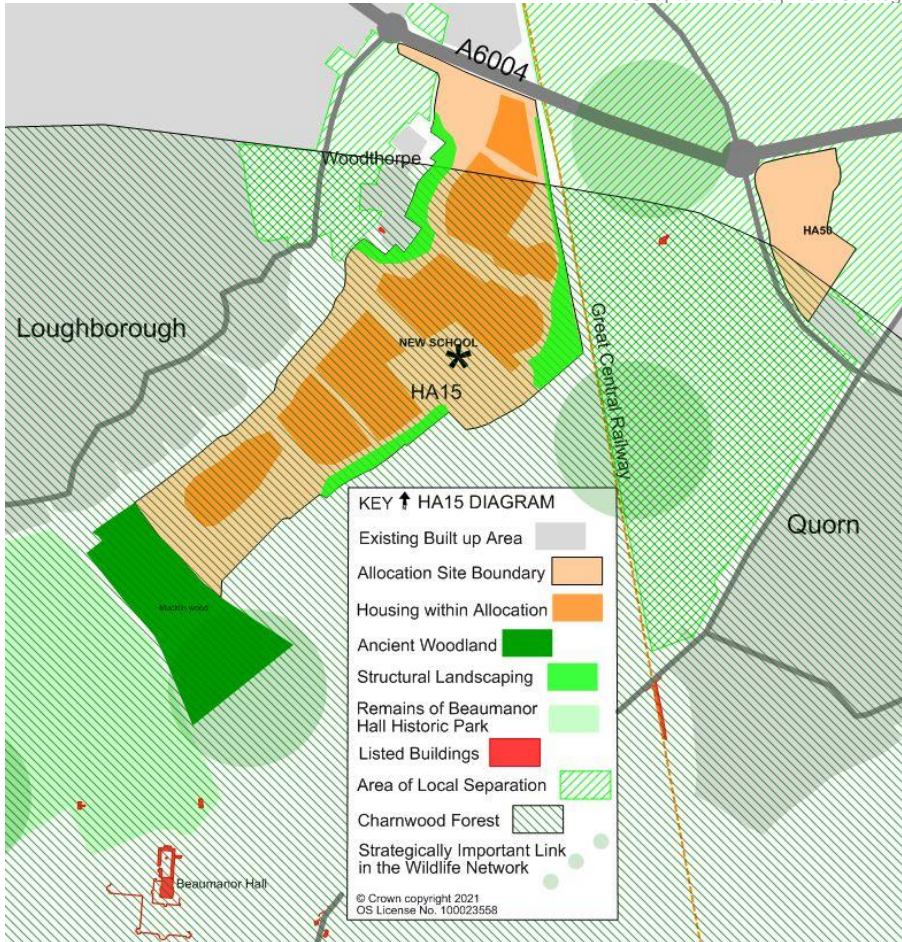 A6004
Woodthorpe
HA50
Loughborough
NEW SCHOOL
HA15
Great Central Railway
Quorn
KEY HA15 DIAGRAM
Existing Built up Area
Allocation Site Boundary
Housing within Allocation
Ancient Woodland
Structural Landscaping
Remains of Beaumanor
Hall Historic Park
Listed Buildings
Area of Local Separation
Charnwood Forest
Strategically Important Link
in the Wildlife Network
© Crown copyright 2021
OS License No. 100023558
wood
Beaumanor Hall